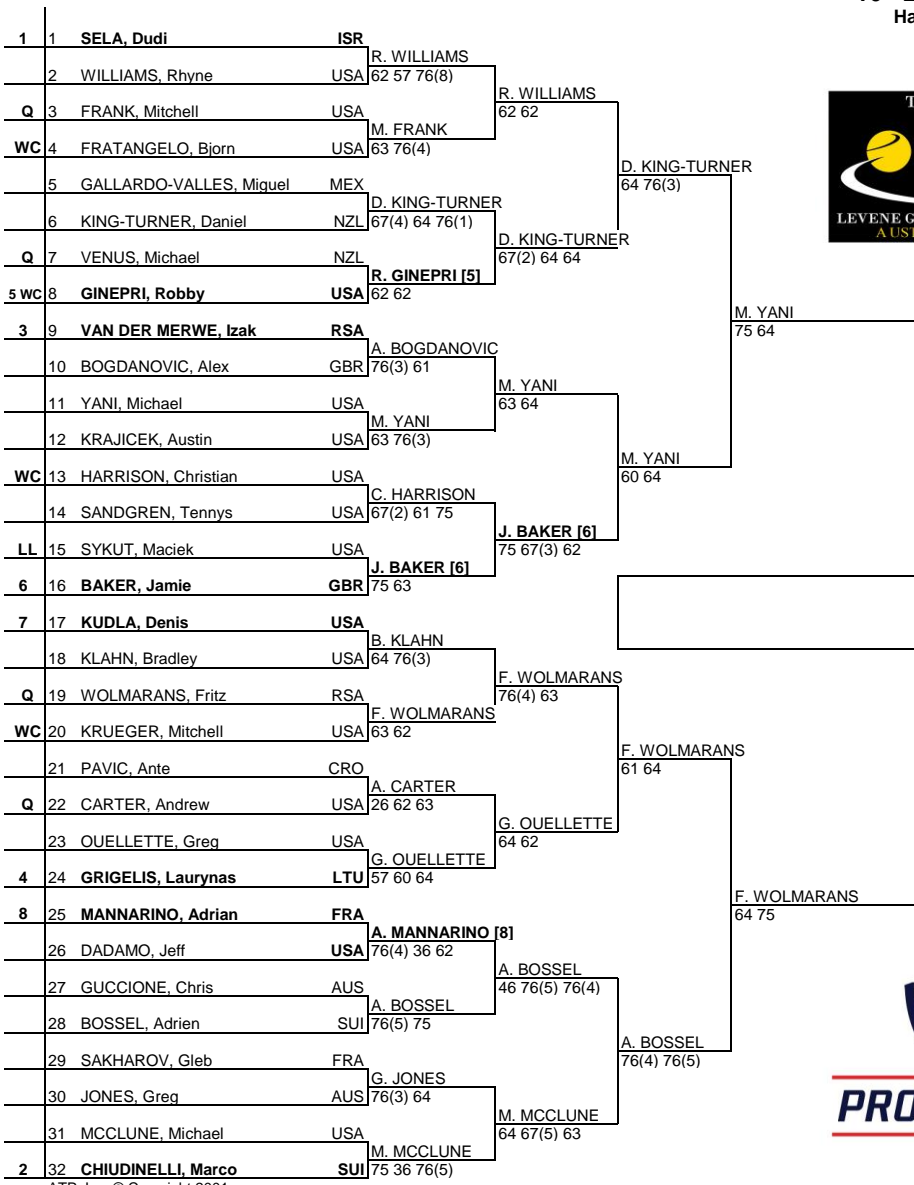 Ha
1 1 SELA, Dudi ISR
R. WILLIAMS
2 WILLIAMS, Rhyne USA 62 57 76(8)
R. WILLIAMS
Q 3 FRANK, Mitchell USA 62 62
M. FRANK
WC 4 FRATANGELO, Bjorn USA 63 76(4)
D. KING-TURNER
5 GALLARDO-VALLES, Miguel MEX 64 76(3)
D. KING-TURNER
6 KING-TURNER, Daniel NZL 67(4) 64 76(1)
LEVENE G
AUST
D. KING-TURNER
Q 7 VENUS, Michael NZL 67(2) 64 64
R. GINEPRI [5]
5 WC 8 GINEPRI, Robby USA 62 62
M. YANI
3 9 VAN DER MERWE, Izak RSA 75 64
A. BOGDANOVIC
10 BOGDANOVIC, Alex GBR 76(3) 61
M. YANI
11 YANI, Michael USA 63 64
M. YANI
12 KRAJICEK, Austin USA 63 76(3)
M. YANI
WC 13 HARRISON, Christian USA 60 64
C. HARRISON
14 SANDGREN, Tennys USA 67(2) 61 75
J. BAKER [6]
LL 15 SYKUT, Maciek USA 75 67(3) 62
J. BAKER [6]
6 16 BAKER, Jamie GBR 75 63
7 17 KUDLA, Denis USA
B. KLAHN
18 KLAHN, Bradley USA 64 76(3)
F. WOLMARANS
Q 19 WOLMARANS, Fritz RSA 76(4) 63
F. WOLMARANS
WC 20 KRUEGER, Mitchell USA 63 62
F. WOLMARANS
21 PAVIC, Ante CRO 61 64
A. CARTER
Q 22 CARTER, Andrew USA 26 62 63
G. OUELLETTE
23 OUELLETTE, Greg USA 64 62
G. OUELLETTE
4 24 GRIGELIS, Laurynas LTU 57 60 64
F. WOLMARANS
8 25 MANNARINO, Adrian FRA 64 75
A. MANNARINO [8]
26 DADAMO, Jeff USA 76(4) 36 62
A. BOSSEL
27 GUCCIONE, Chris AUS 46 76(5) 76(4)
A. BOSSEL
28 BOSSEL, Adrien SUI 76(5) 75
A. BOSSEL
29 SAKHAROV, Gleb FRA 76(4) 76(5)
G. JONES
30 JONES, Greg AUS 76(3) 64
PRO
M. MCCLUNE
31 MCCLUNE, Michael USA 64 67(5) 63
M. MCCLUNE
2 32 CHIUDINELLI, Marco SUI 75 36 76(5)